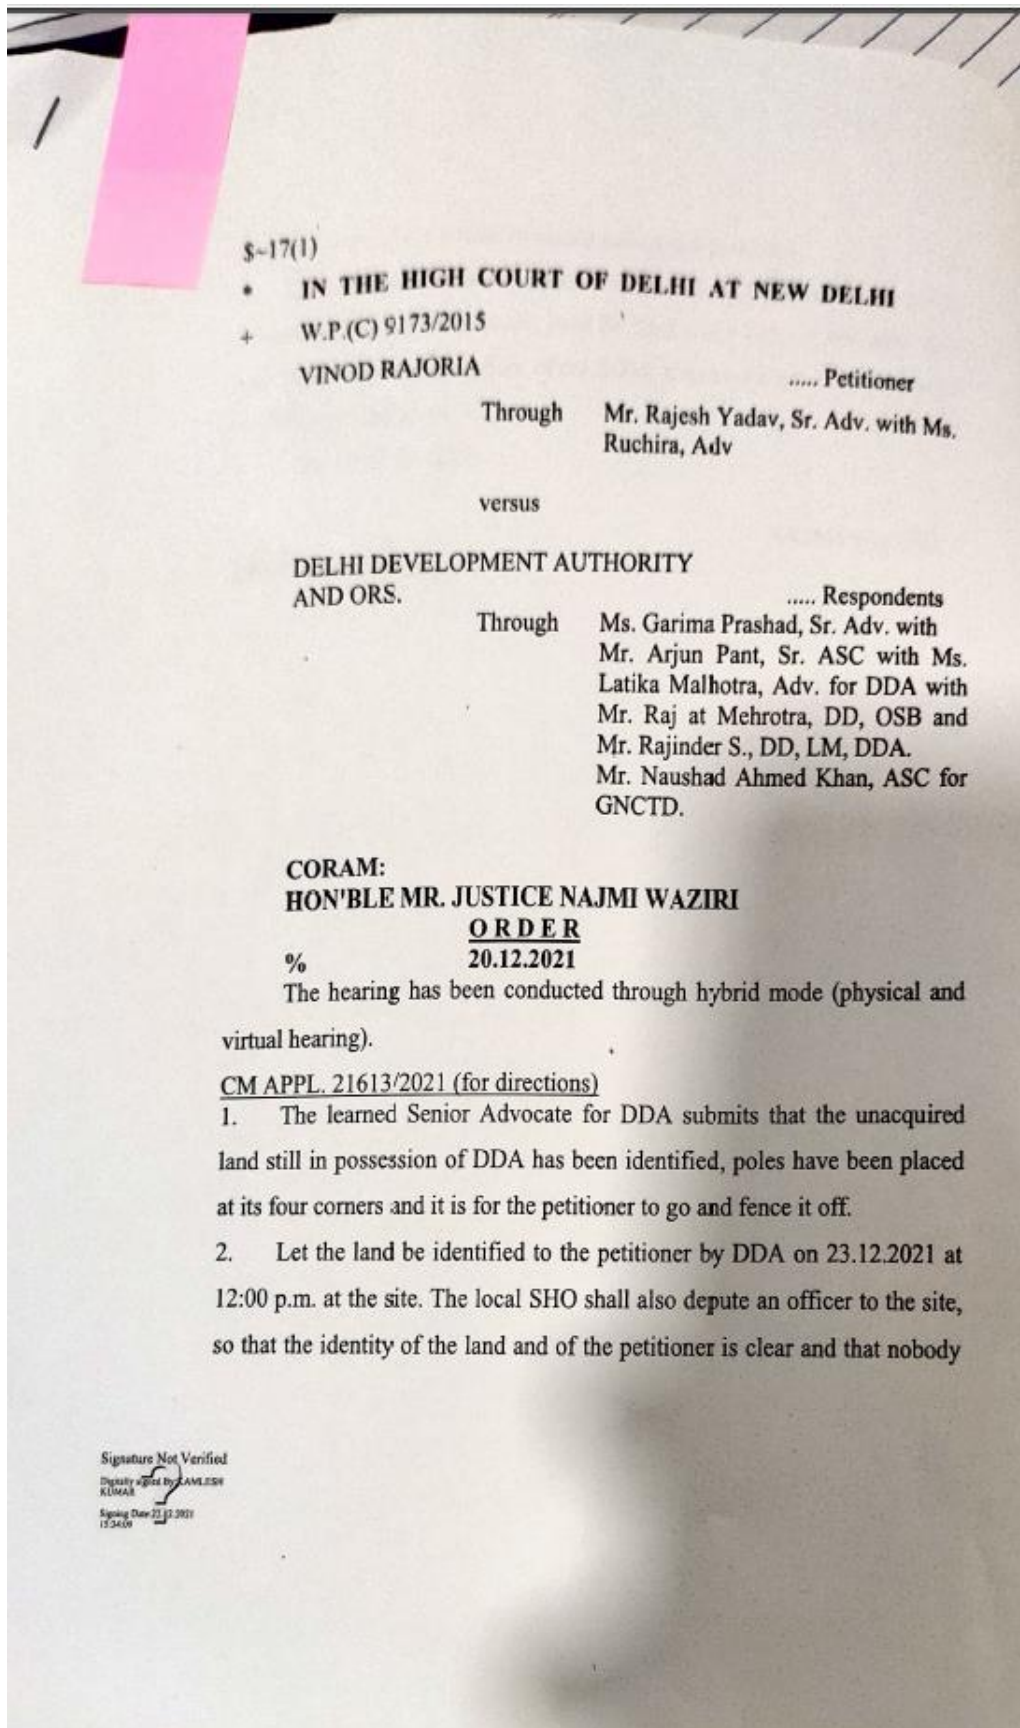 $~17(1)
* IN THE HIGH COURT OF DELHI AT NEW DELHI
+ W.P.(C) 9173/2015
VINOD RAJORIA ..... Petitioner
Through Mr. Rajesh Yadav, Sr. Adv. with Ms.
Ruchira, Adv
versus
DELHI DEVELOPMENT AUTHORITY
AND ORS. ..... Respondents
Through Ms. Garima Prashad, Sr. Adv. with
Mr. Arjun Pant, Sr. ASC with Ms.
Latika Malhotra, Adv. for DDA with
Mr. Raj at Mehrotra, DD, OSB and
Mr. Rajinder S., DD, LM, DDA.
Mr. Naushad Ahmed Khan, ASC for
GNCTD.
CORAM:
HON'BLE MR. JUSTICE NAJMI WAZIRI
ORDER
% 20.12.2021
The hearing has been conducted through hybrid mode (physical and
virtual hearing).
CM APPL. 21613/2021 (for directions)
1. The learned Senior Advocate for DDA submits that the unacquired
land still in possession of DDA has been identified, poles have been placed
at its four corners and it is for the petitioner to go and fence it off.
2. Let the land be identified to the petitioner by DDA on 23.12.2021 at
12:00 p.m. at the site. The local SHO shall also depute an officer to the site,
so that the identity of the land and of the petitioner is clear and that nobody
Signature Not Verified
Digitally signed By:KAMLESH
KUMAR
Signing Date: